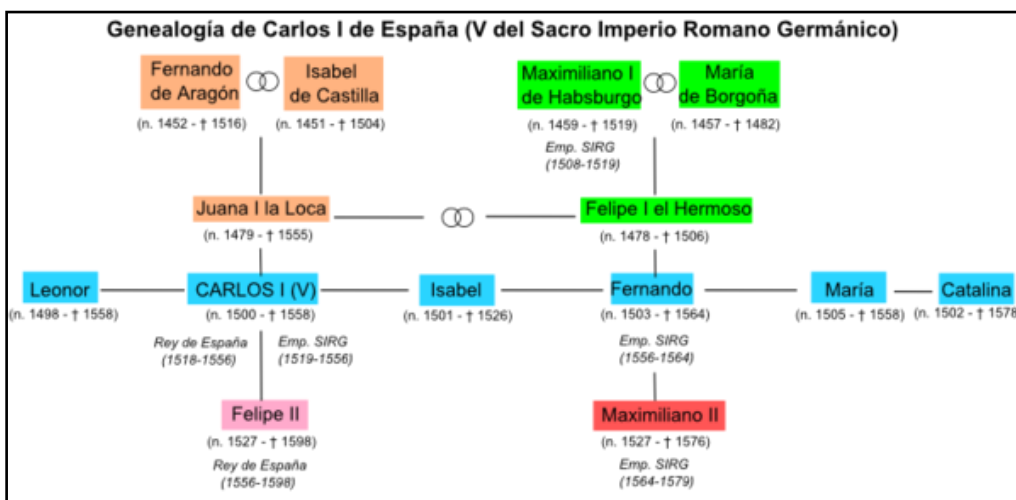 Genealogía de Carlos I de España (V del Sacro Imperio Romano Germánico)
Fernando
de Aragón
Isabel
de Castilla
Maximiliano I
de Habsburgo
María
de Borgoña
(n. 1452 - † 1516)
(n. 1451 - † 1504)
(n. 1459 - † 1519)
(n. 1457 - † 1482)
Emp. SIRG
(1508-1519)
Juana I la Loca
Felipe I el Hermoso
(n. 1479 - † 1555)
(n. 1478 - † 1506)
Leonor
CARLOS I (V)
Isabel
Fernando
María
Catalina
(n. 1498 - † 1558)
(n. 1500 - † 1558)
(n. 1501 - † 1526)
(n. 1503 - † 1564)
(n. 1505 - † 1558)
(n. 1502 - † 1578)
Rey de España
(1518-1556)
Emp. SIRG
(1519-1556)
Emp. SIRG
(1556-1564)
Felipe II
Maximiliano II
(n. 1527 - † 1598)
(n. 1527 - † 1576)
Rey de España
(1556-1598)
Emp. SIRG
(1564-1579)